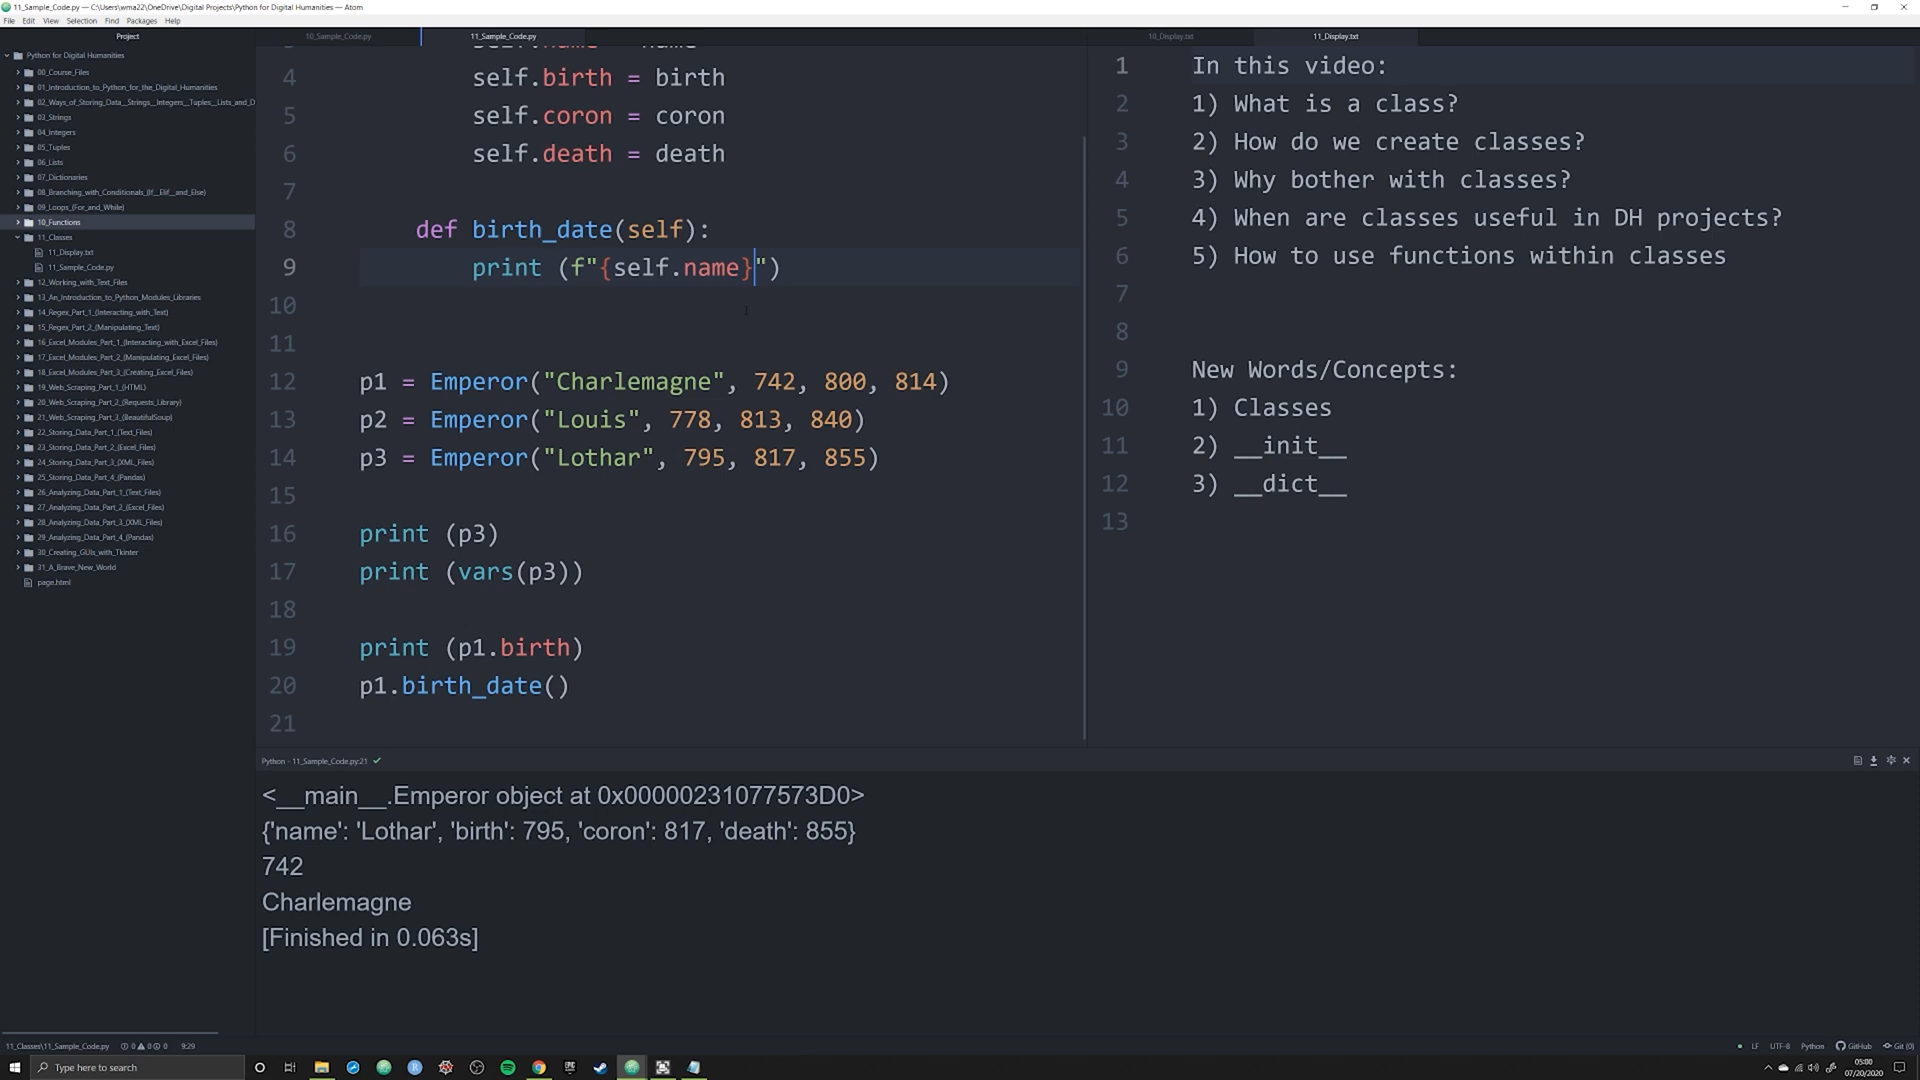 11_Sample_Code.py — C:\Users\wma22\OneDrive\Digital Projects\Python for Digital Humanities — Atom
File Edit View Selection Find Packages Help
Project
Python for Digital Humanities
00_Course_Files
01_Introduction_to_Python_for_the_Digital_Humanities
02_Ways_of_Storing_Data__Strings__Integers__Tuples__Lists_and_D
03_Strings
04_Integers
05_Tuples
06_Lists
07_Dictionaries
08_Branching_with_Conditionals_(If__Elif__and_Else)
09_Loops_(For_and_While)
10_Functions
11_Classes
11_Display.txt
11_Sample_Code.py
12_Working_with_Text_Files
13_An_Introduction_to_Python_Modules_Libraries
14_Regex_Part_1_(Interacting_with_Text)
15_Regex_Part_2_(Manipulating_Text)
16_Excel_Modules_Part_1_(Interacting_with_Excel_Files)
17_Excel_Modules_Part_2_(Manipulating_Excel_Files)
18_Excel_Modules_Part_3_(Creating_Excel_Files)
19_Web_Scraping_Part_1_(HTML)
20_Web_Scraping_Part_2_(Requests_Library)
21_Web_Scraping_Part_3_(BeautifulSoup)
22_Storing_Data_Part_1_(Text_Files)
23_Storing_Data_Part_2_(Excel_Files)
24_Storing_Data_Part_3_(XML_Files)
25_Storing_Data_Part_4_(Pandas)
26_Analyzing_Data_Part_1_(Text_Files)
27_Analyzing_Data_Part_2_(Excel_Files)
28_Analyzing_Data_Part_3_(XML_Files)
29_Analyzing_Data_Part_4_(Pandas)
30_Creating_GUIs_with_Tkinter
31_A_Brave_New_World
page.html
10_Sample_Code.py 11_Sample_Code.py
4 self.birth = birth
5 self.coron = coron
6 self.death = death
7
8 def birth_date(self):
9 print (f"{self.name}")
10
11
12 p1 = Emperor("Charlemagne", 742, 800, 814)
13 p2 = Emperor("Louis", 778, 813, 840)
14 p3 = Emperor("Lothar", 795, 817, 855)
15
16 print (p3)
17 print (vars(p3))
18
19 print (p1.birth)
20 p1.birth_date()
21
10_Display.txt 11_Display.txt
1 In this video:
2 1) What is a class?
3 2) How do we create classes?
4 3) Why bother with classes?
5 4) When are classes useful in DH projects?
6 5) How to use functions within classes
7
8
9 New Words/Concepts:
10 1) Classes
11 2) __init__
12 3) __dict__
13
Python - 11_Sample_Code.py:21
<__main__.Emperor object at 0x00000231077573D0>
{'name': 'Lothar', 'birth': 795, 'coron': 817, 'death': 855}
742
Charlemagne
[Finished in 0.063s]
11_Classes\11_Sample_Code.py 0 0 0 9:29
LF UTF-8 Python GitHub Git (0)
Type here to search
05:00
07/20/2020